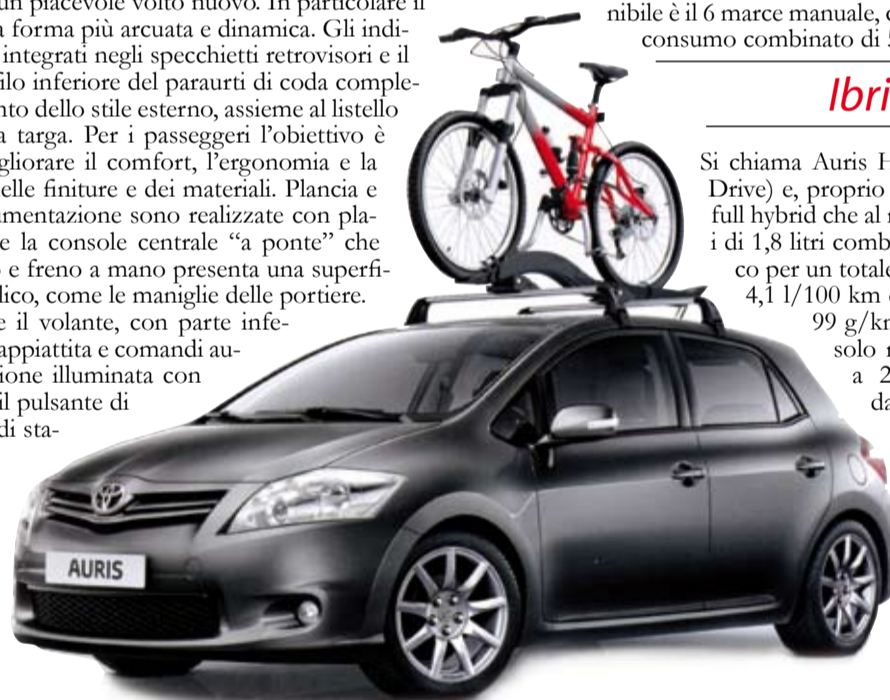 un piacevole volto nuovo. In particolare il
a forma più arcuata e dinamica. Gli indi-
integrati negli specchietti retrovisori e il
filo inferiore del paraurti di coda comple-
nto dello stile esterno, assieme al listello
a targa. Per i passeggeri l’obiettivo è
gliorare il comfort, l’ergonomia e la
elle finiture e dei materiali. Plancia e
umentazione sono realizzate con pla-
e la console centrale “a ponte” che
e freno a mano presenta una superfi-
lico, come le maniglie delle portiere.
e il volante, con parte infe-
appiattita e comandi au-
ione illuminata con
il pulsante di
di sta-
nibile è il 6 marce manuale, c
consumo combinato di 5
Ibri
Si chiama Auris H
Drive) e, proprio
full hybrid che al
i di 1,8 litri comb
co per un totale
4,1 l/100 km
99 g/km
solo
a 2
da
AURIS